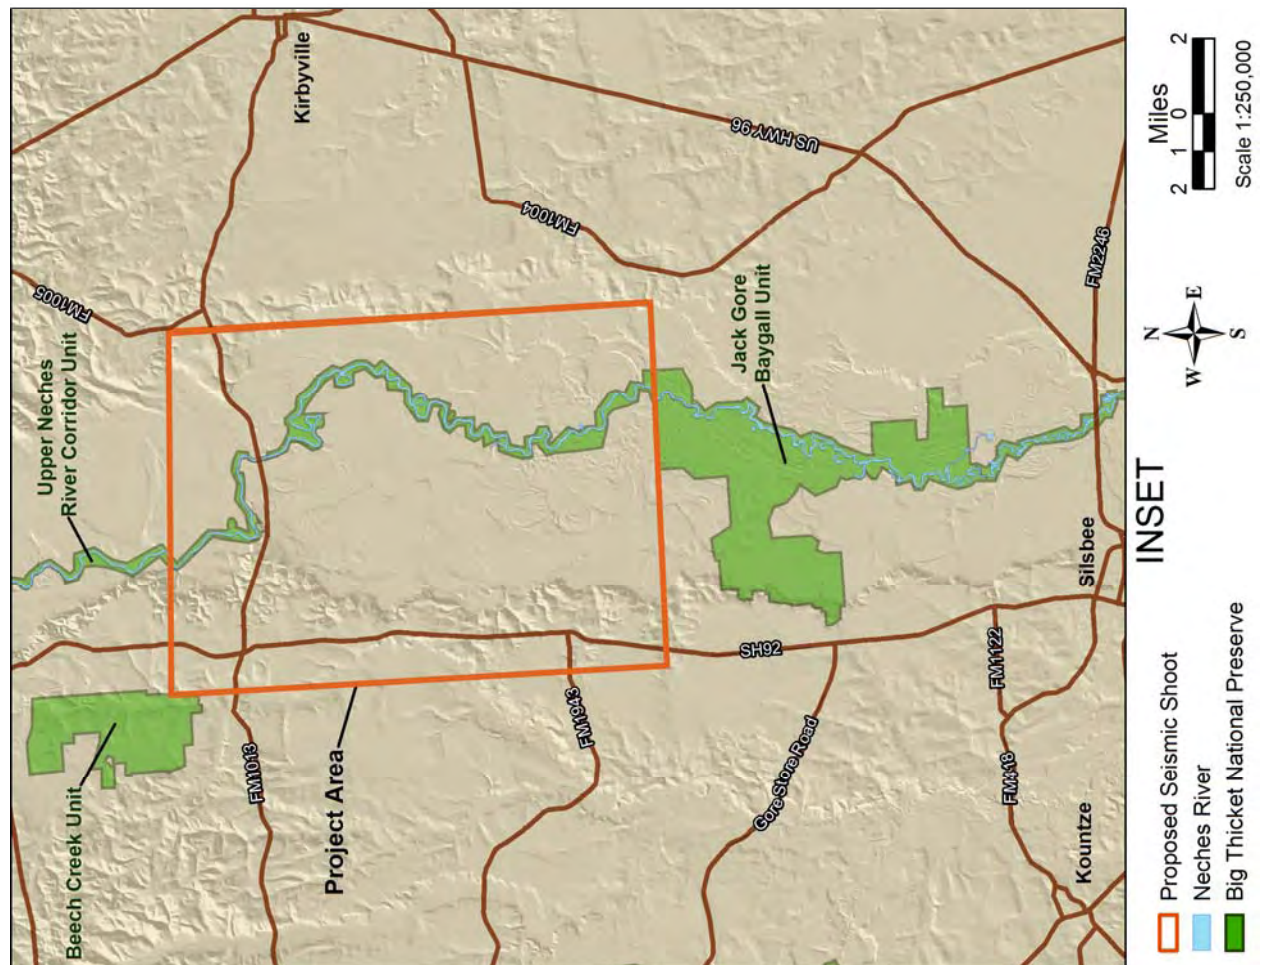 Upper Neches
River Corridor Unit
FM1005
Kirbyville
Beech Creek Unit
FM1013
Project Area
FM1004
US HWY 96
FM1943
SH92
Jack Gore
Baygall Unit
Gore Store Road
FM1122
FM418
Kountze
Silsbee
FM2246
INSET
Proposed Seismic Shoot
Neches River
Big Thicket National Preserve
N
W
E
S
Miles
2 1 0 2
Scale 1:250,000